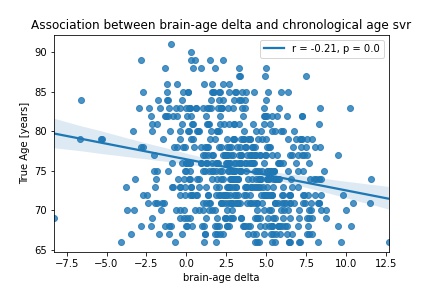 Association between brain-age delta and chronological age svr
r = -0.21, p = 0.0
True Age [years]
90
85
80
75
70
65
−7.5 −5.0 −2.5 0.0 2.5 5.0 7.5 10.0 12.5
brain-age delta